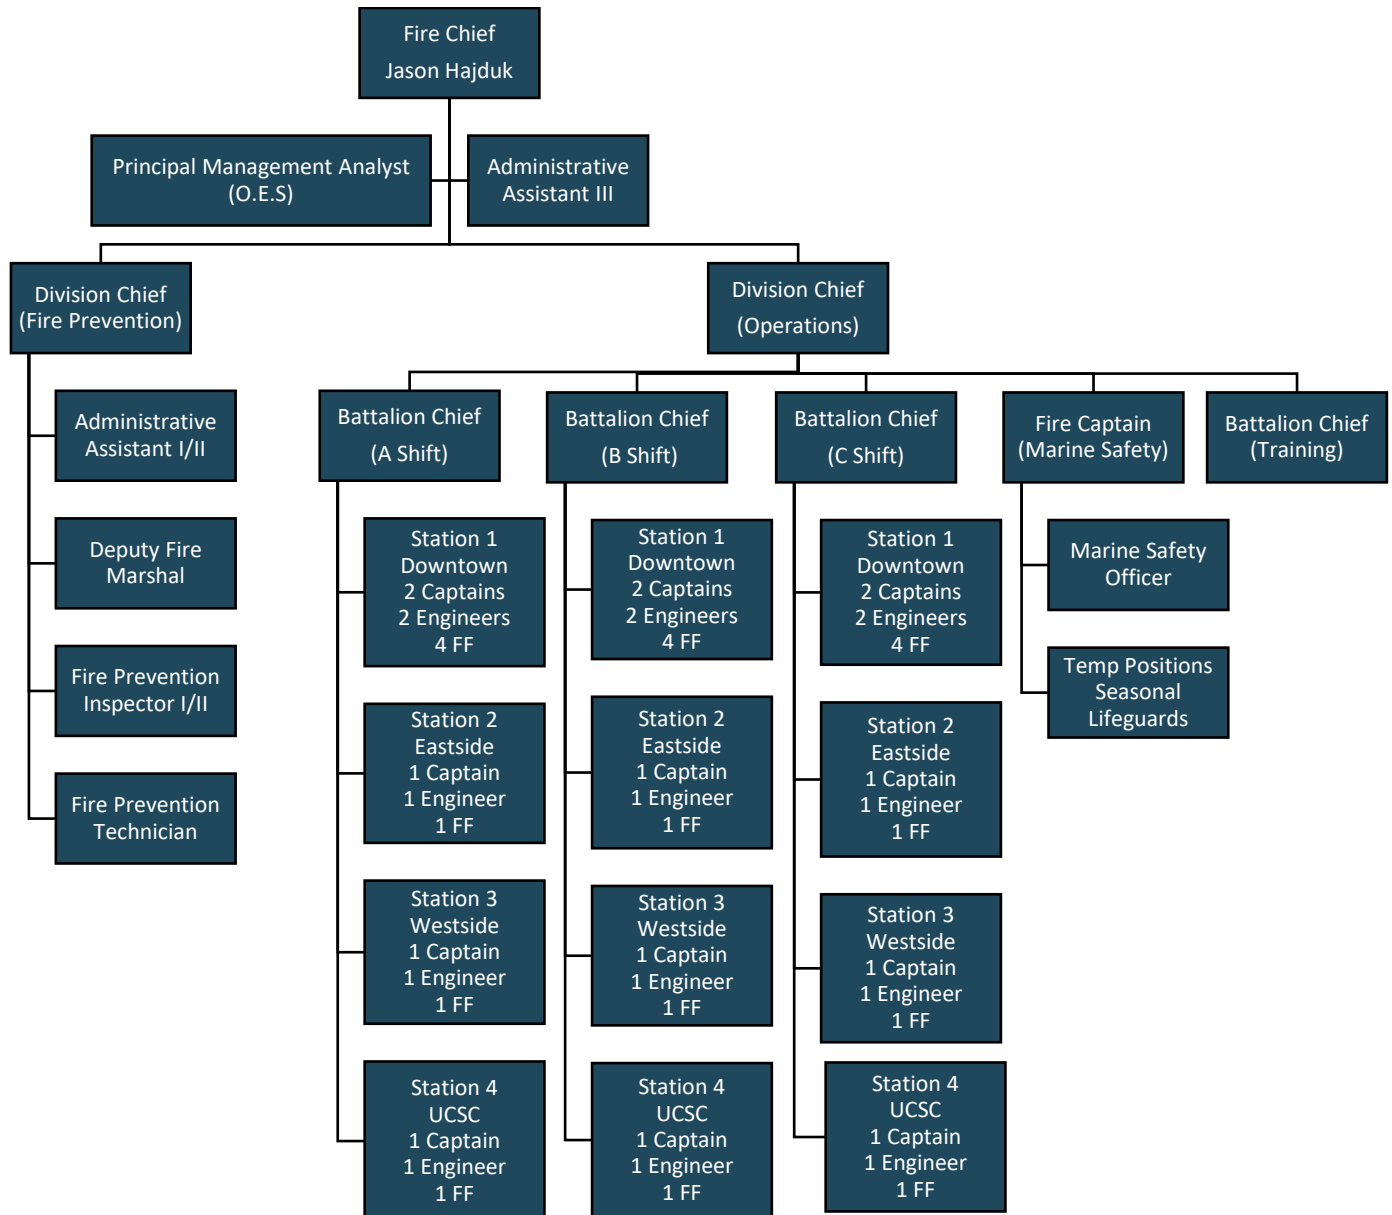 Fire Chief
Jason Hajduk
Principal Management Analyst
(O.E.S)
Administrative
Assistant III
Division Chief
(Fire Prevention)
Division Chief
(Operations)
Administrative
Assistant I/II
Deputy Fire
Marshal
Fire Prevention
Inspector I/II
Fire Prevention
Technician
Battalion Chief
(A Shift)
Station 1
Downtown
2 Captains
2 Engineers
4 FF
Station 2
Eastside
1 Captain
1 Engineer
1 FF
Station 3
Westside
1 Captain
1 Engineer
1 FF
Station 4
UCSC
1 Captain
1 Engineer
1 FF
Battalion Chief
(B Shift)
Station 1
Downtown
2 Captains
2 Engineers
4 FF
Station 2
Eastside
1 Captain
1 Engineer
1 FF
Station 3
Westside
1 Captain
1 Engineer
1 FF
Station 4
UCSC
1 Captain
1 Engineer
1 FF
Battalion Chief
(C Shift)
Station 1
Downtown
2 Captains
2 Engineers
4 FF
Station 2
Eastside
1 Captain
1 Engineer
1 FF
Station 3
Westside
1 Captain
1 Engineer
1 FF
Station 4
UCSC
1 Captain
1 Engineer
1 FF
Fire Captain
(Marine Safety)
Marine Safety
Officer
Temp Positions
Seasonal
Lifeguards
Battalion Chief
(Training)